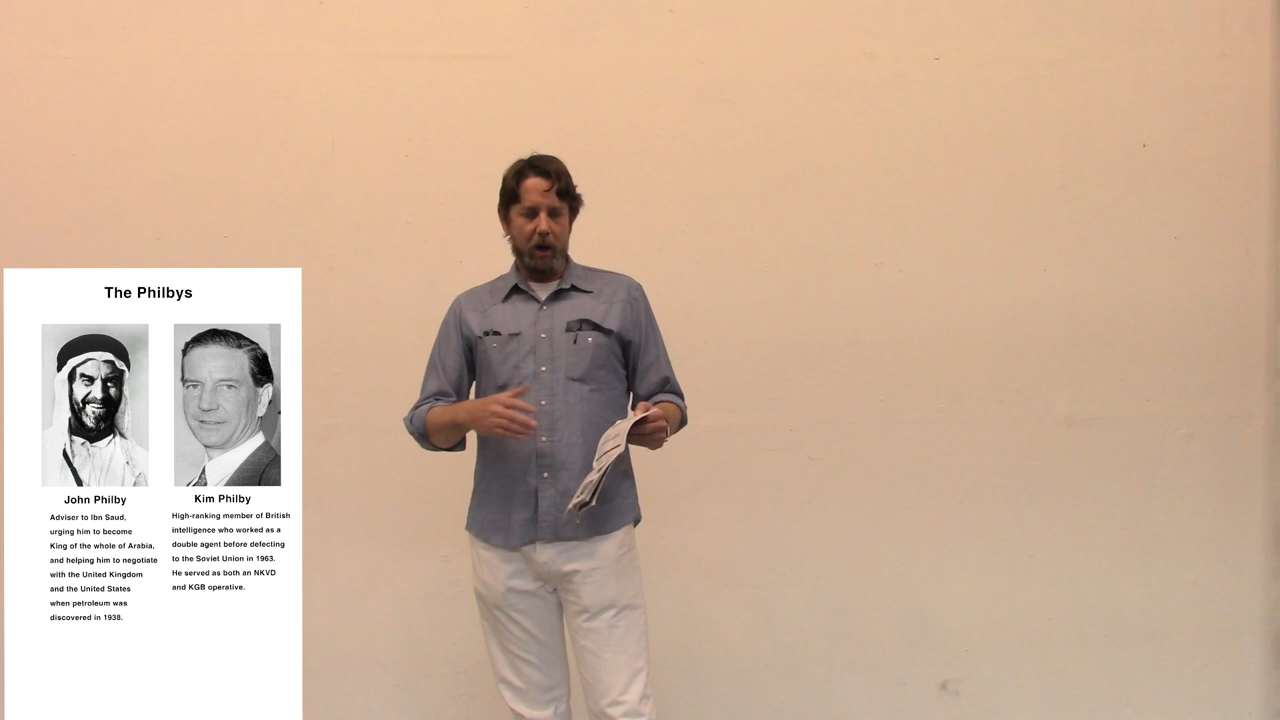 The Philbys
John Philby
Adviser to Ibn Saud,
urging him to become
King of the whole of Arabia,
and helping him to negotiate
with the United Kingdom
and the United States
when petroleum was
discovered in 1938.
Kim Philby
High-ranking member of British
intelligence who worked as a
double agent before defecting
to the Soviet Union in 1963.
He served as both an NKVD
and KGB operative.